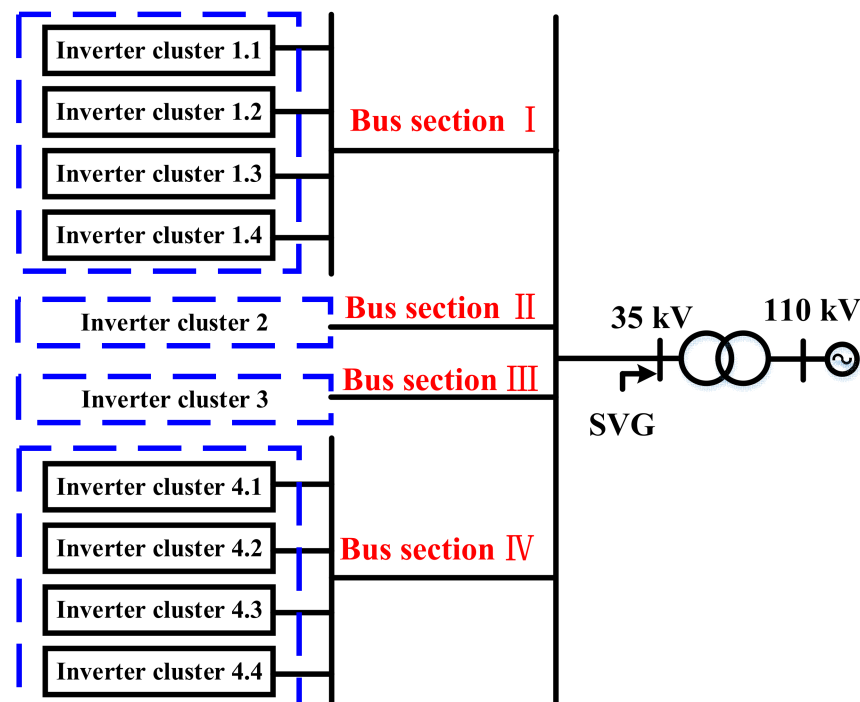 Inverter cluster 1.1
Inverter cluster 1.2
Bus section Ⅰ
Inverter cluster 1.3
Inverter cluster 1.4
Bus section Ⅱ
Inverter cluster 2
35 kV
110 kV
Bus section Ⅲ
Inverter cluster 3
SVG
Inverter cluster 4.1
Inverter cluster 4.2
Bus section Ⅳ
Inverter cluster 4.3
Inverter cluster 4.4